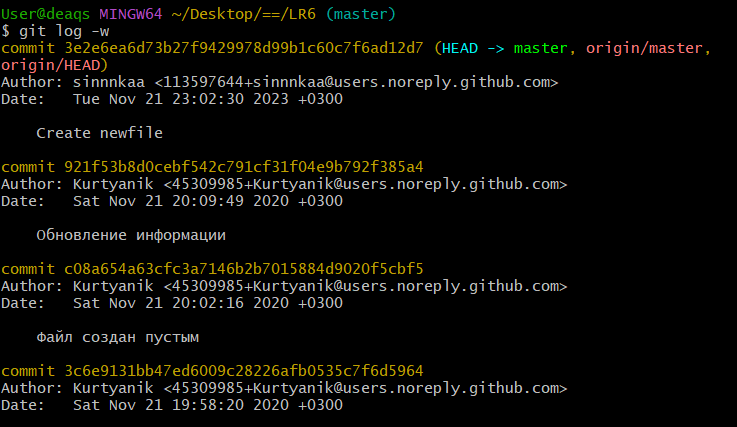 User@deaqs MINGW64 ~/Desktop/==/LR6 (master)
$ git log -w
commit 3e2e6ea6d73b27f9429978d99b1c60c7f6ad12d7 (HEAD -> master, origin/master,
origin/HEAD)
Author: sinnnkaa <113597644+sinnnkaa@users.noreply.github.com>
Date:   Tue Nov 21 23:02:30 2023 +0300
    Create newfile
commit 921f53b8d0cebf542c791cf31f04e9b792f385a4
Author: Kurtyanik <45309985+Kurtyanik@users.noreply.github.com>
Date:   Sat Nov 21 20:09:49 2020 +0300
    Обновление информации
commit c08a654a63cfc3a7146b2b7015884d9020f5cbf5
Author: Kurtyanik <45309985+Kurtyanik@users.noreply.github.com>
Date:   Sat Nov 21 20:02:16 2020 +0300
    Файл создан пустым
commit 3c6e9131bb47ed6009c28226afb0535c7f6d5964
Author: Kurtyanik <45309985+Kurtyanik@users.noreply.github.com>
Date:   Sat Nov 21 19:58:20 2020 +0300